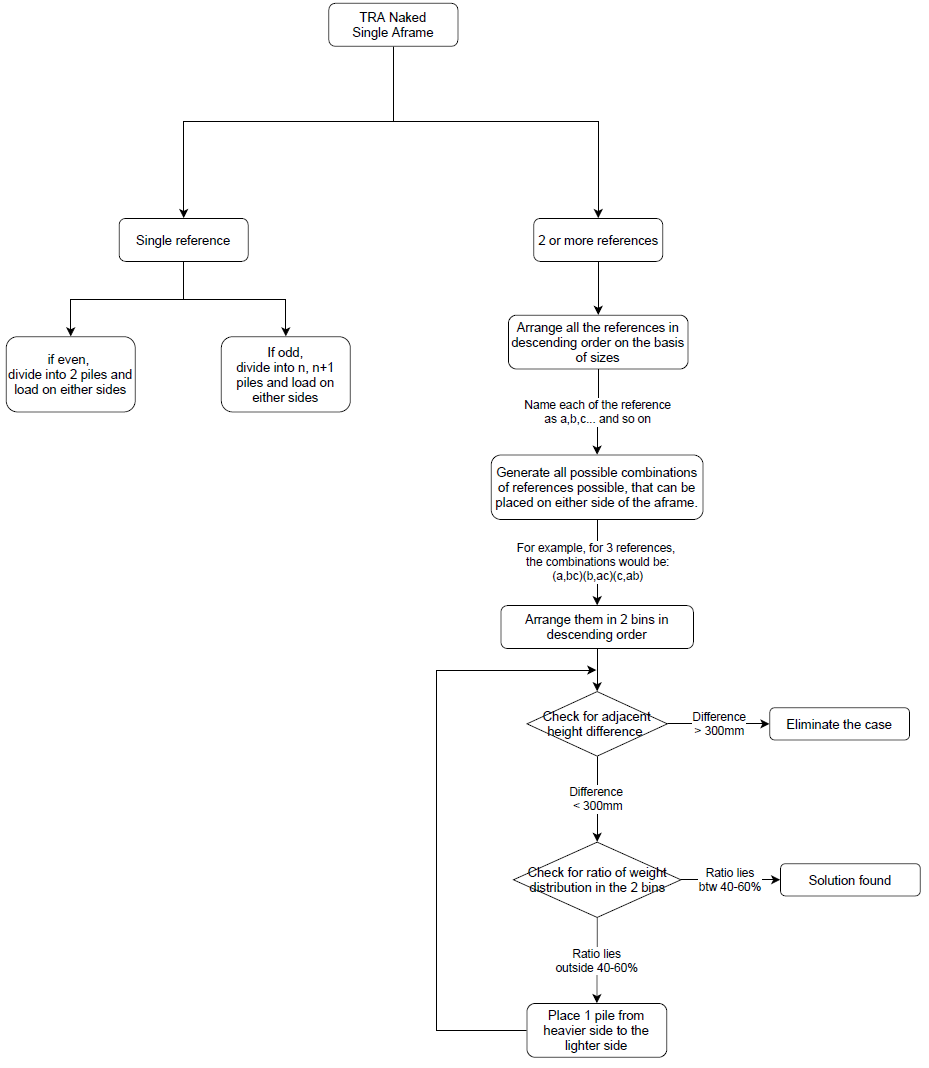 TRA Naked
Single Aframe
Single reference
2 or more references
if even,
divide into 2 piles and
load on either sides
If odd,
divide into n, n+1
piles and load on
either sides
Arrange all the references in
descending order on the basis
of sizes
Name each of the reference
as a,b,c... and so on
Generate all possible combinations
of references possible, that can be
placed on either side of the aframe.
For example, for 3 references,
the combinations would be:
(a,bc)(b,ac)(c,ab)
Arrange them in 2 bins in
descending order
Check for adjacent
height difference
Difference
> 300mm
Eliminate the case
Difference
< 300mm
Check for ratio of weight
distribution in the 2 bins
Ratio lies
btw 40-60%
Solution found
Ratio lies
outside 40-60%
Place 1 pile from
heavier side to the
lighter side